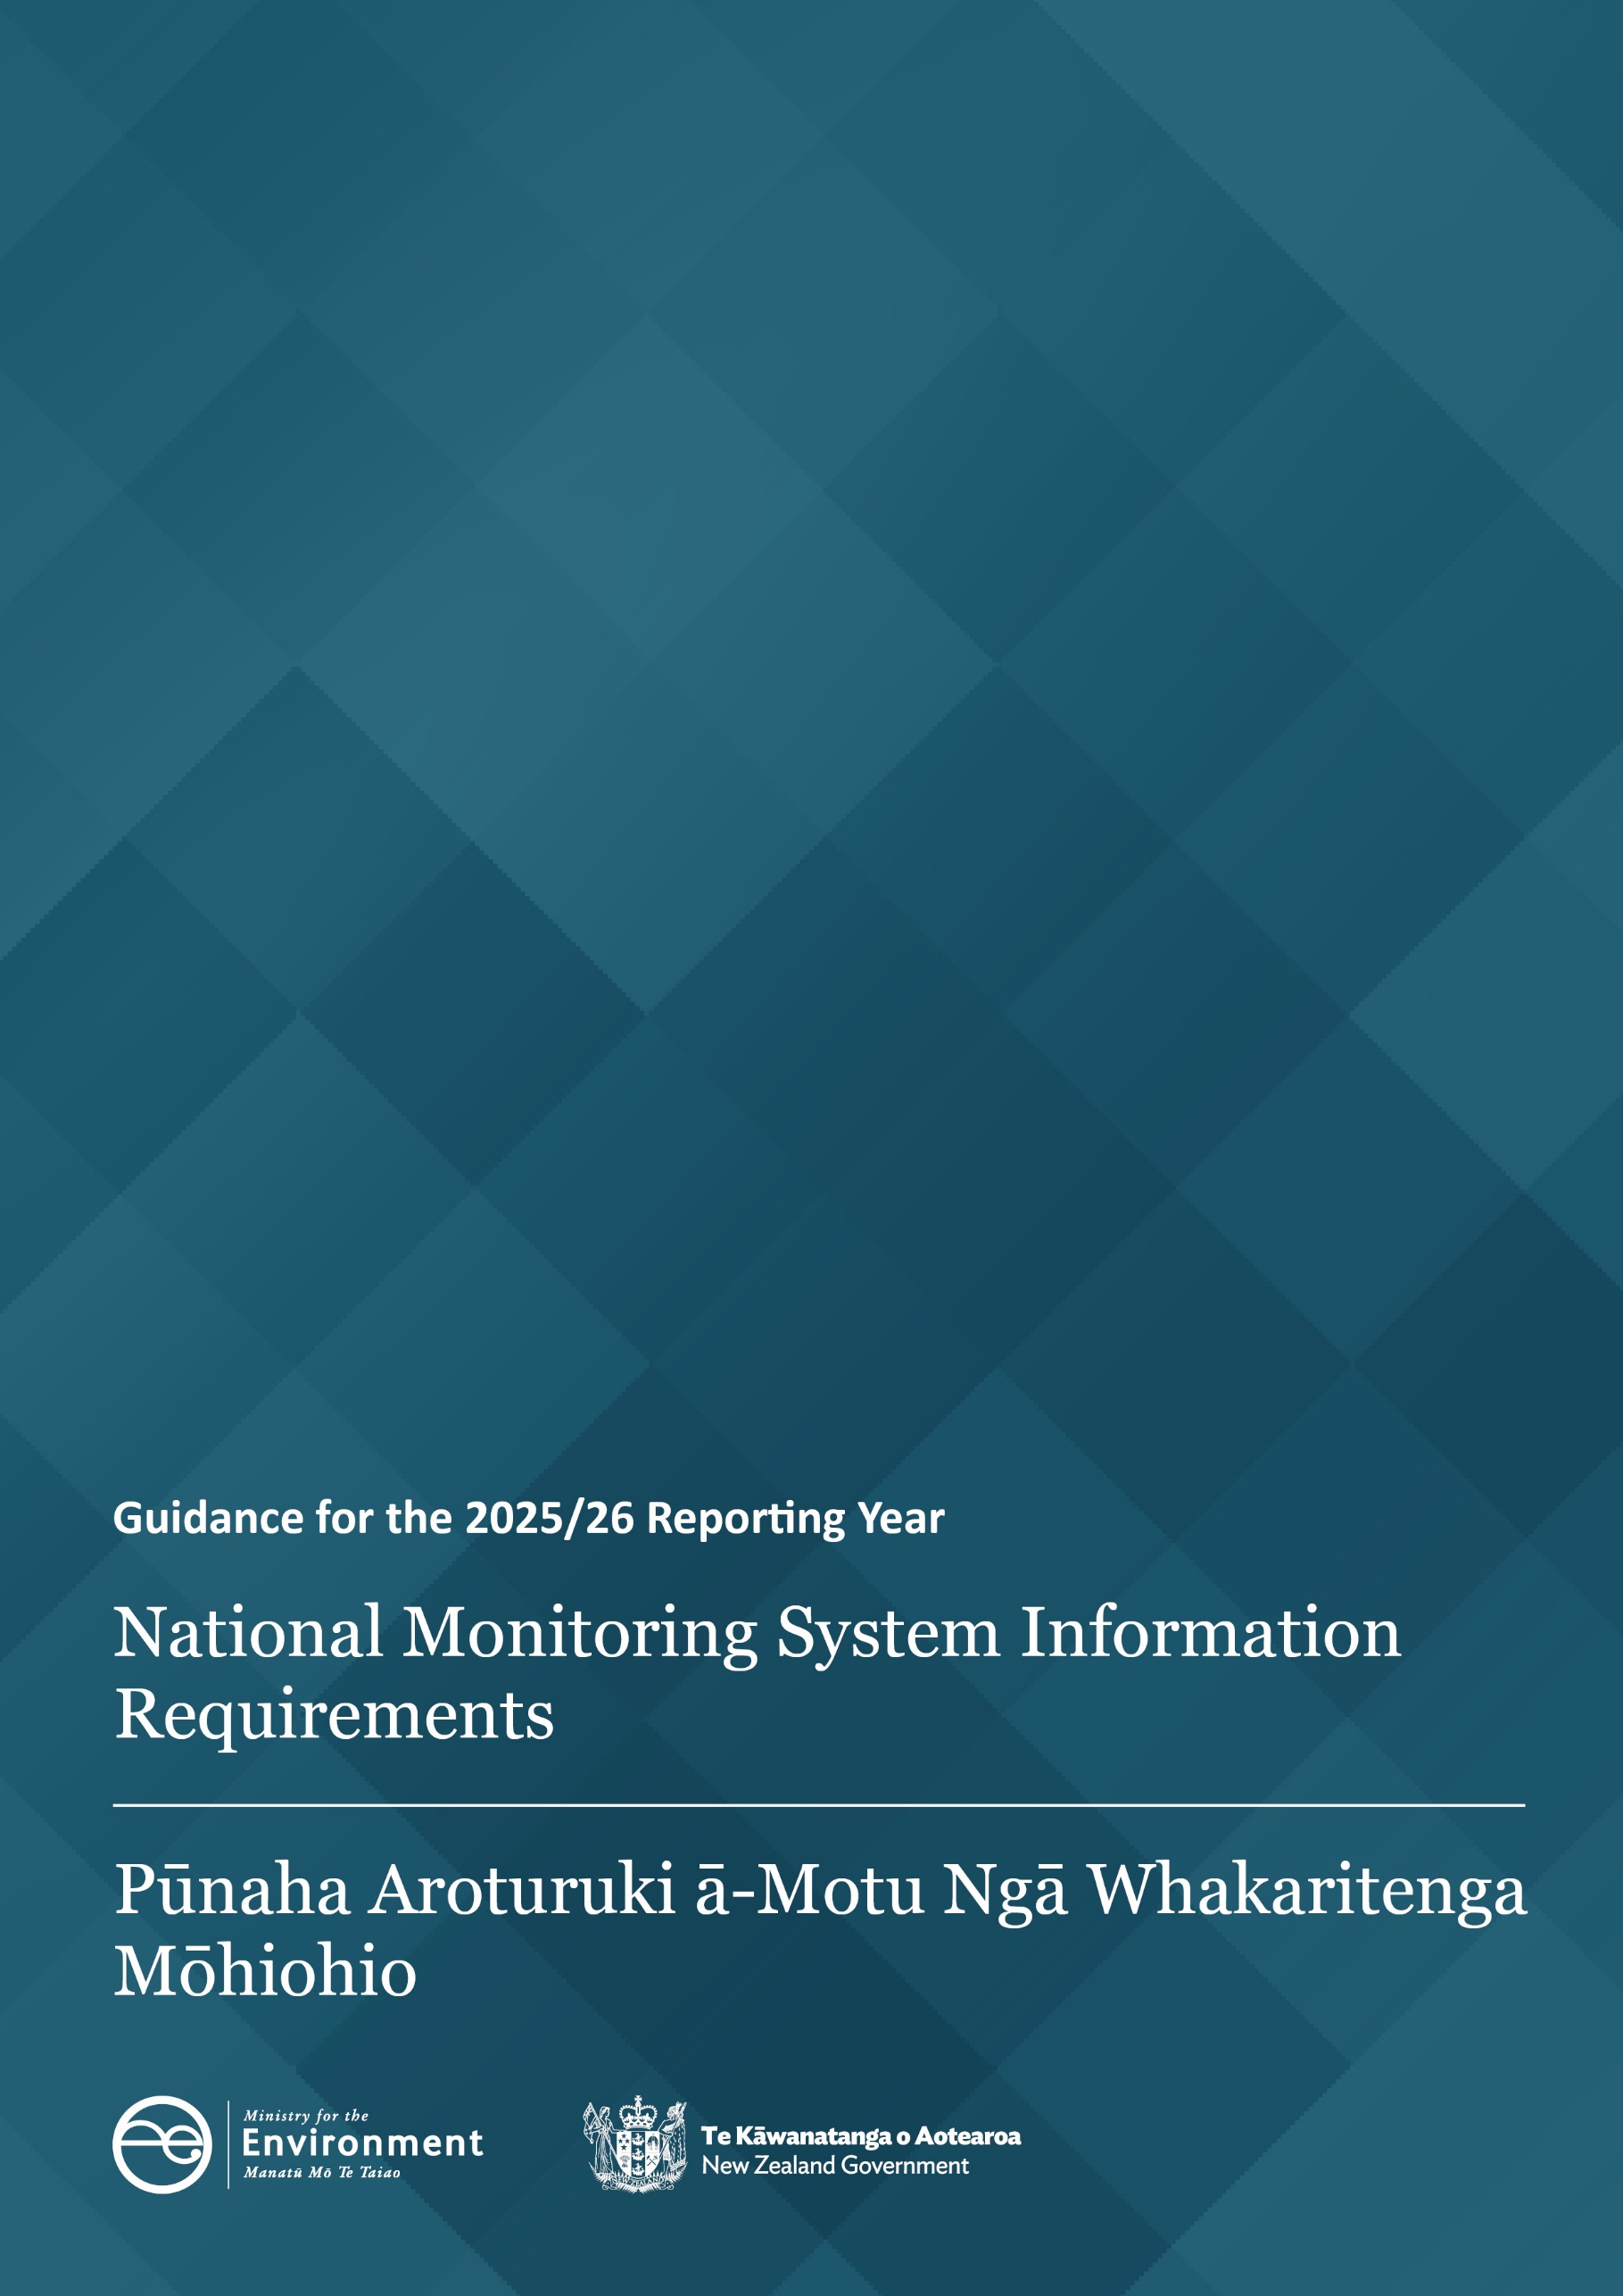 Guidance for the 2025/26 Reporting Year
National Monitoring System Information
Requirements
Pūnaha Aroturuki ā-Motu Ngā Whakaritenga
Mōhiohio
Ministry for the
Environment
Manatū Mō Te Taiao
Te Kāwanatanga o Aotearoa
New Zealand Government